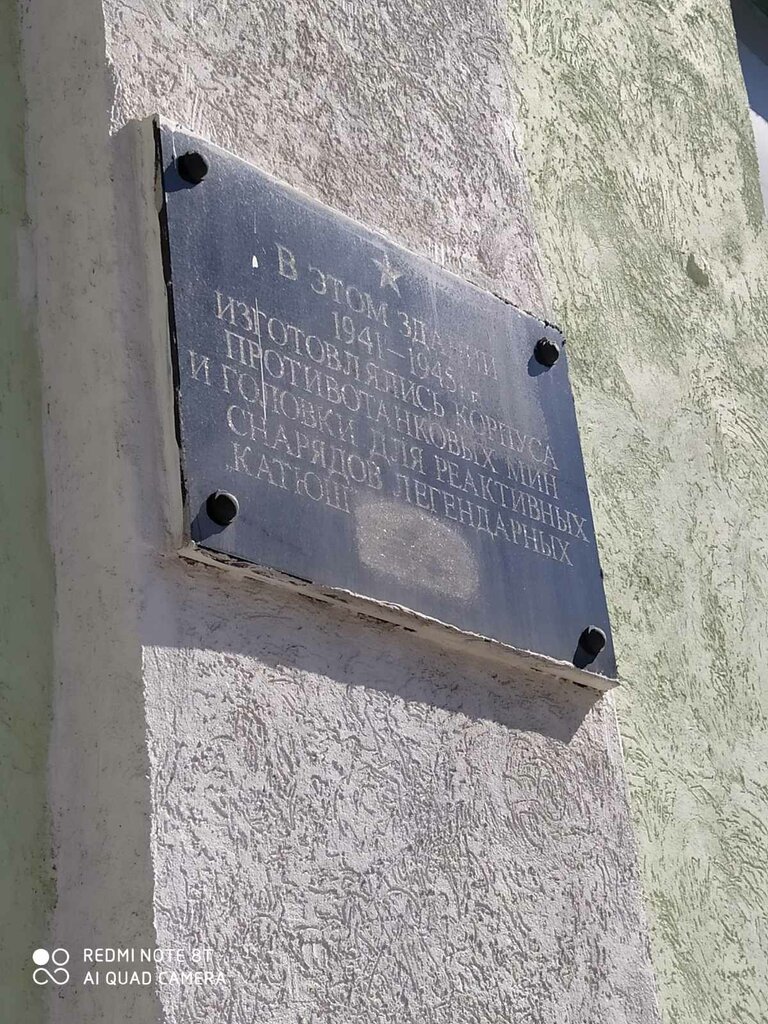 В ЭТОМ ЗДАНИИ
1941-1945 г.г.
ИЗГОТОВЛЯЛИСЬ КОРПУСА
ПРОТИВОТАНКОВЫХ МИН
И ГОЛОВКИ ДЛЯ РЕАКТИВНЫХ
СНАРЯДОВ ЛЕГЕНДАРНЫХ
КАТЮШ
REDMI NOTE 8T
AI QUAD CAMERA